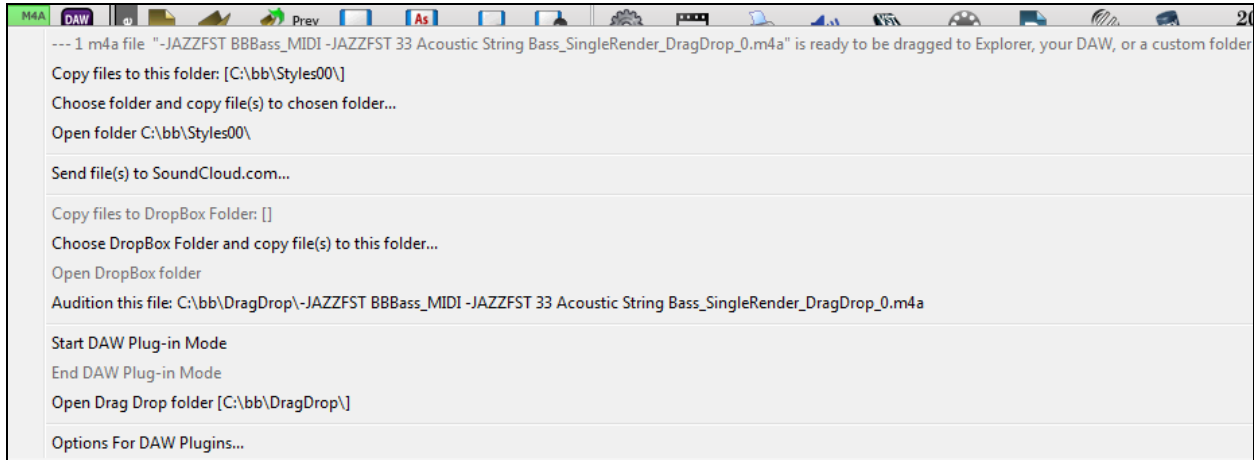 M4A DAW Prev As 20
--- 1 m4a file "-JAZZFST BBBass_MIDI -JAZZFST 33 Acoustic String Bass_SingleRender_DragDrop_0.m4a" is ready to be dragged to Explorer, your DAW, or a custom folder
Copy files to this folder: [C:\bb\Styles00\]
Choose folder and copy file(s) to chosen folder...
Open folder C:\bb\Styles00\
Send file(s) to SoundCloud.com...
Copy files to DropBox Folder: []
Choose DropBox Folder and copy file(s) to this folder...
Open DropBox folder
Audition this file: C:\bb\DragDrop\-JAZZFST BBBass_MIDI -JAZZFST 33 Acoustic String Bass_SingleRender_DragDrop_0.m4a
Start DAW Plug-in Mode
End DAW Plug-in Mode
Open Drag Drop folder [C:\bb\DragDrop\]
Options For DAW Plugins...